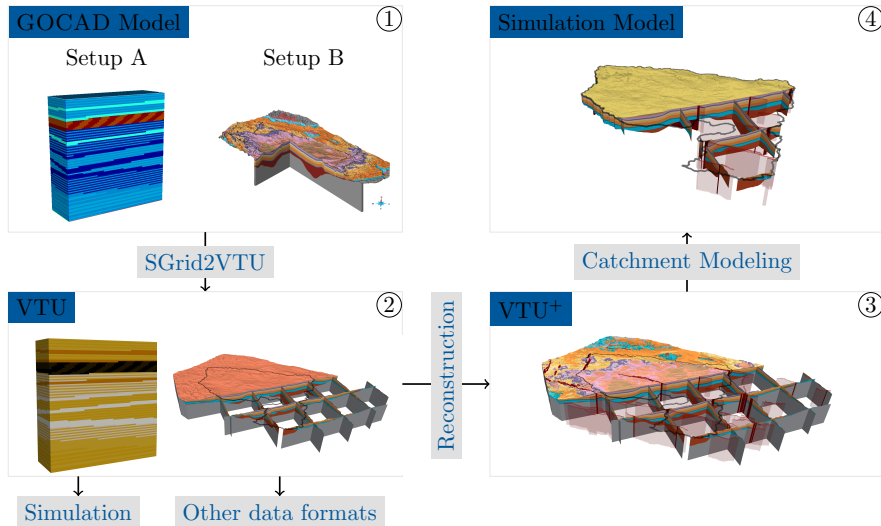 GOCAD Model
①
Setup A
Setup B
SGrid2VTU
VTU
②
Simulation
Other data formats
Reconstruction
VTU⁺
③
Catchment Modeling
Simulation Model
④